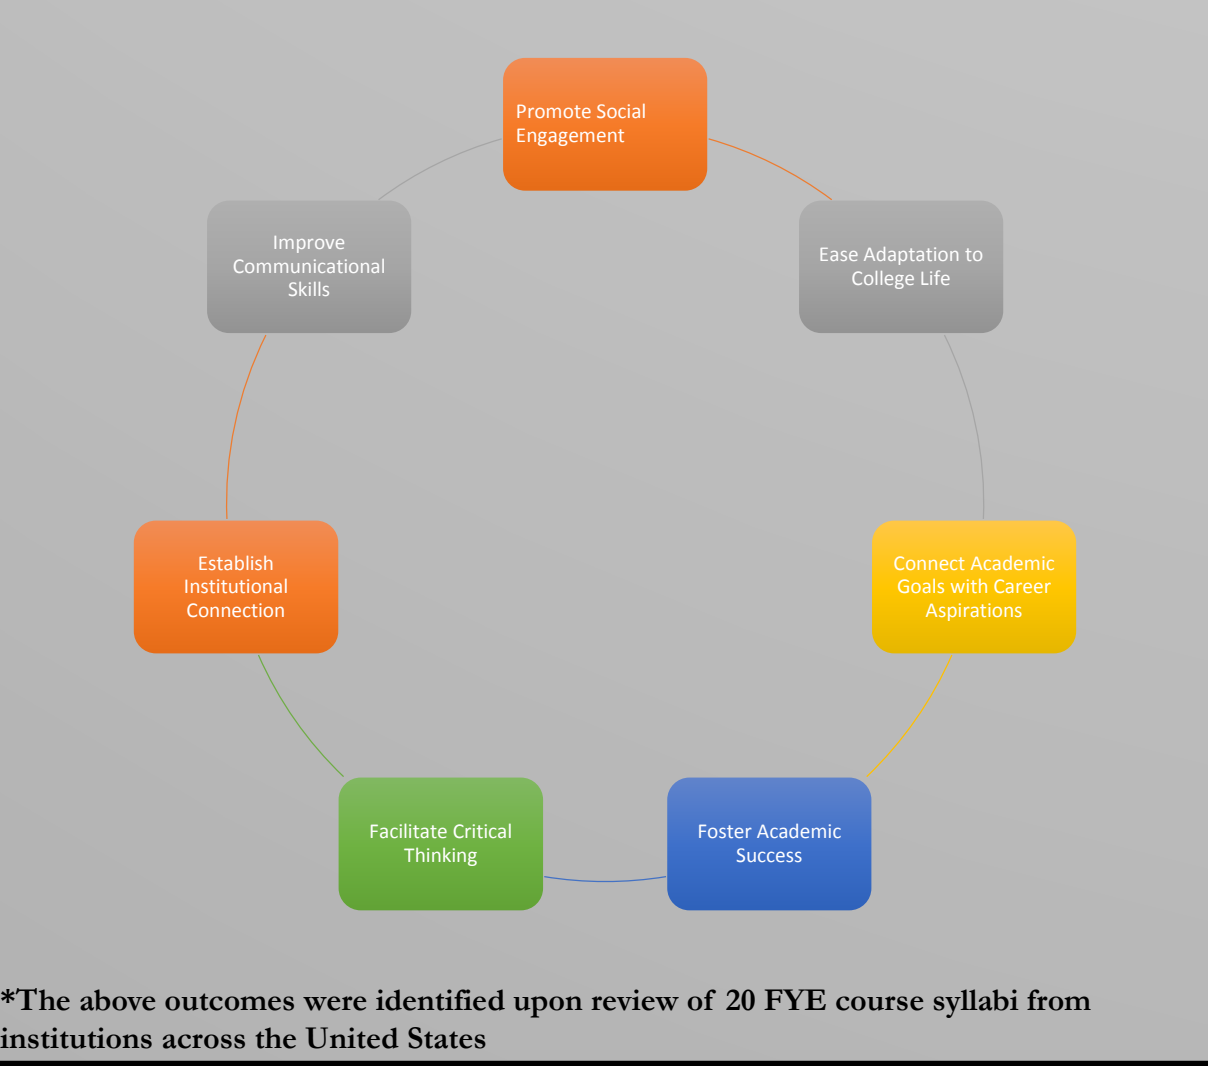 Promote Social
Engagement
Ease Adaptation to
College Life
Connect Academic
Goals with Career
Aspirations
Foster Academic
Success
Facilitate Critical
Thinking
Establish
Institutional
Connection
Improve
Communicational
Skills
*The above outcomes were identified upon review of 20 FYE course syllabi from
institutions across the United States